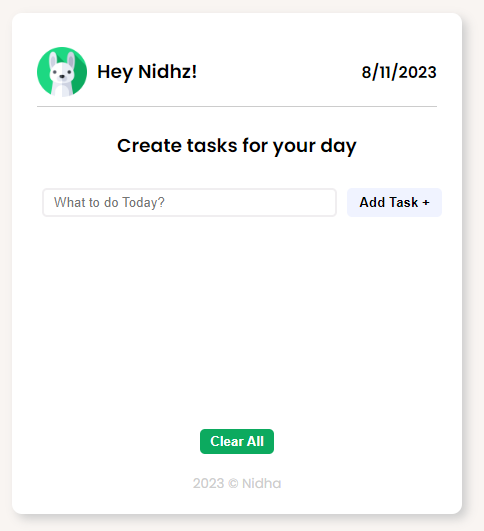 Hey Nidhz!
8/11/2023
Create tasks for your day
What to do Today?
Add Task +
Clear All
2023 © Nidha